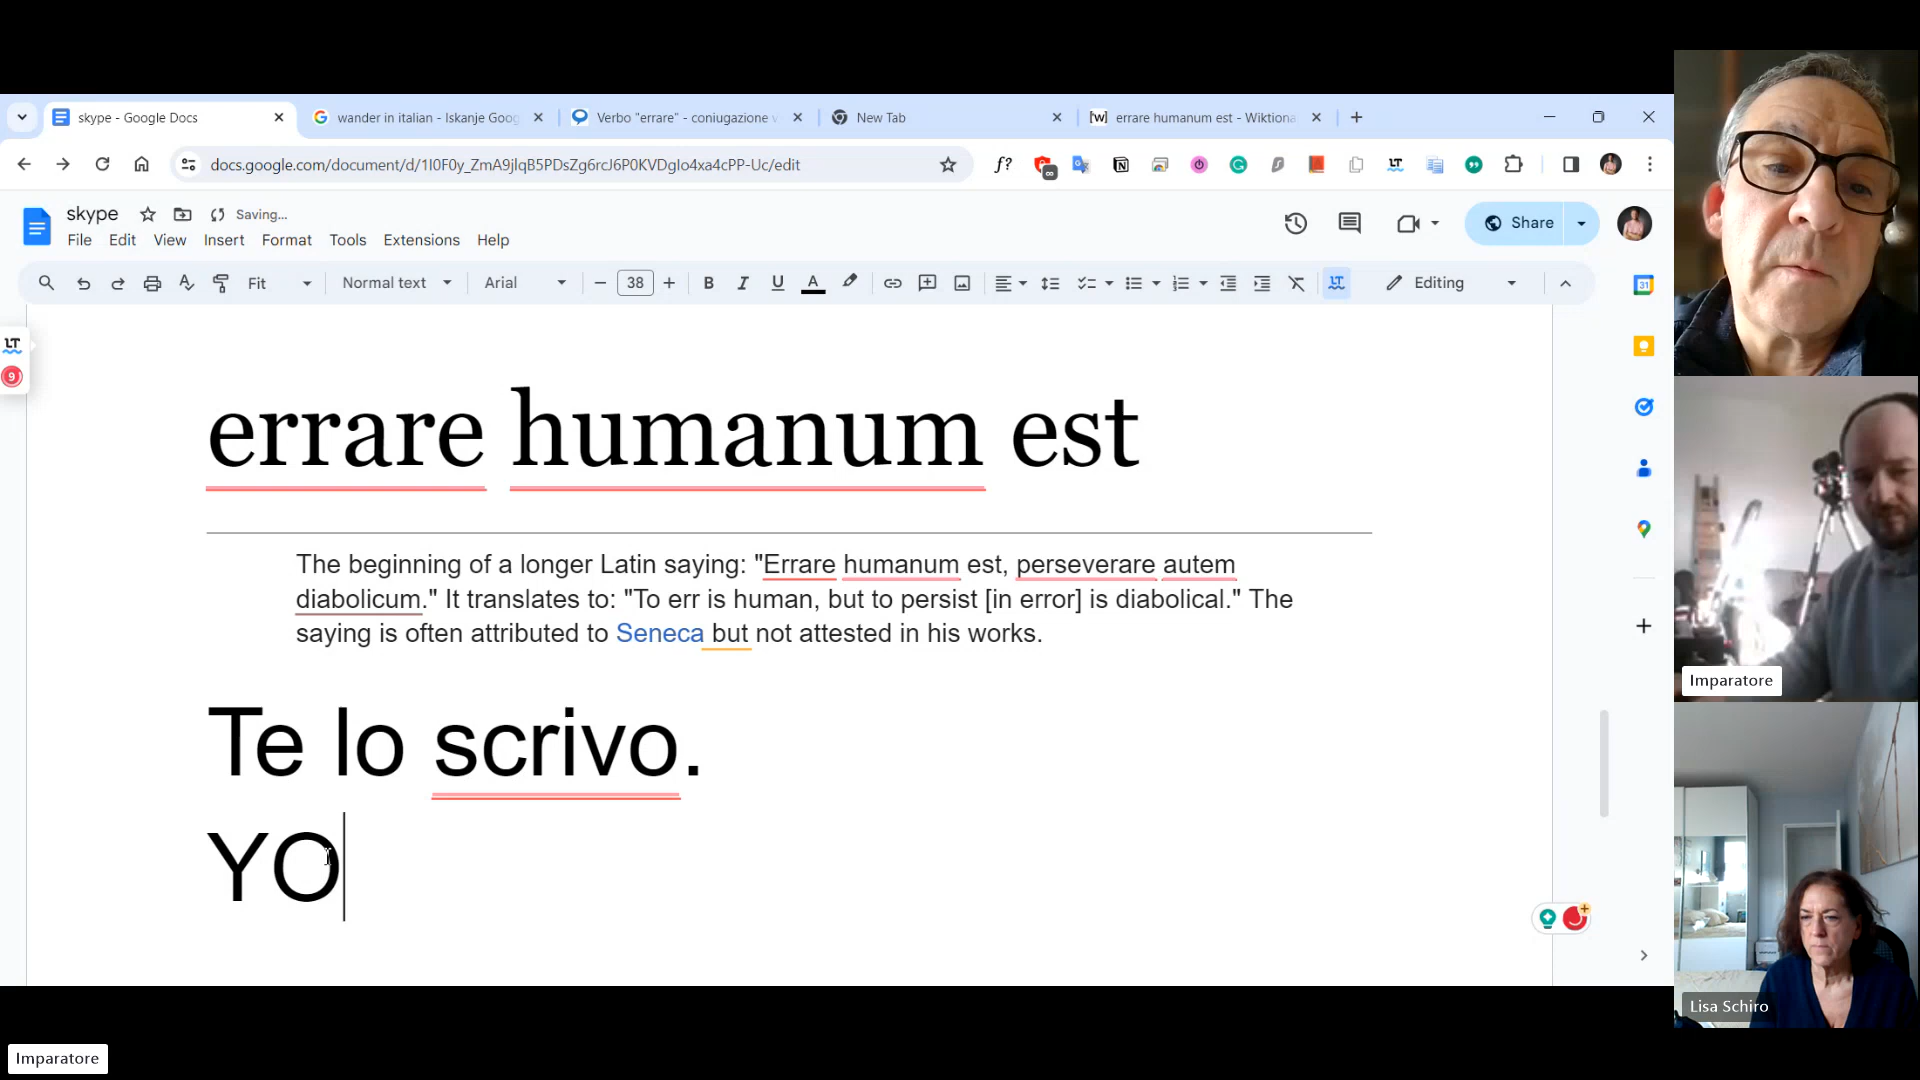 skype - Google Docs
wander in italian - Iskanje Goog
Verbo "errare" - coniugazione v
New Tab
[w] errare humanum est - Wiktiona
docs.google.com/document/d/1I0F0y_ZmA9jlqB5PDsZg6rcJ6P0KVDgIo4xa4cPP-Uc/edit
skype
Saving...
File Edit View Insert Format Tools Extensions Help
Share
Fit
Normal text
Arial
38
Editing
LT
9
errare humanum est
The beginning of a longer Latin saying: "Errare humanum est, perseverare autem
diabolicum." It translates to: "To err is human, but to persist [in error] is diabolical." The
saying is often attributed to Seneca but not attested in his works.
Te lo scrivo.
YO
Imparatore
Lisa Schiro
Imparatore